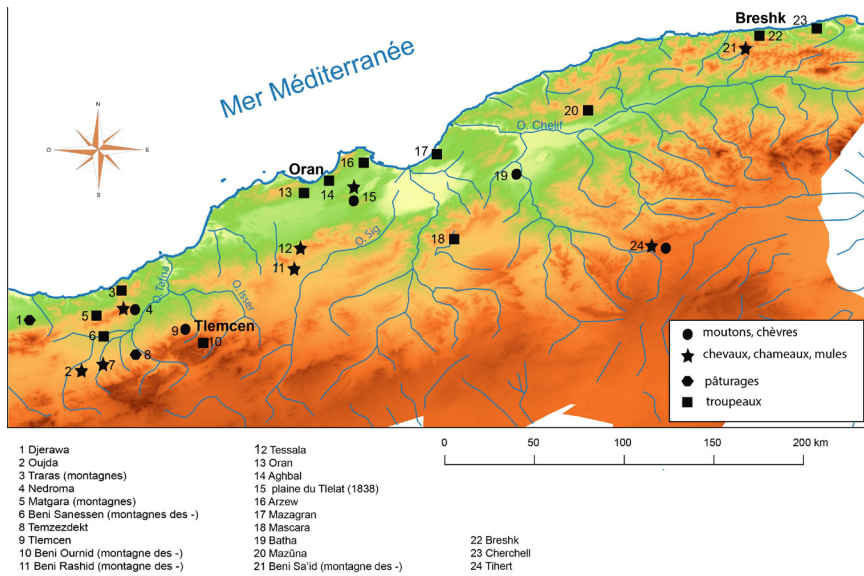 Breshk
23
22
21
Mer Méditerranée
20
O. Chelif
N
O
E
S
17
16
Oran
19
13
14
15
12
O. Sig
18
24
11
O. Tafna
O. Isser
3
1
5
4
9
Tlemcen
6
10
8
2
7
moutons, chèvres
chevaux, chameaux, mules
pâturages
troupeaux
0 50 100 150 200 km
1 Djerawa
2 Oujda
3 Traras (montagnes)
4 Nedroma
5 Matgara (montagnes)
6 Beni Sanessen (montagnes des -)
8 Temzezdekt
9 Tlemcen
10 Beni Ournid (montagne des -)
11 Beni Rashid (montagne des -)
12 Tessala
13 Oran
14 Aghbal
15 plaine du Tlelat (1838)
16 Arzew
17 Mazagran
18 Mascara
19 Batha
20 Mazūna
21 Beni Sa'id (montagne des -)
22 Breshk
23 Cherchell
24 Tihert